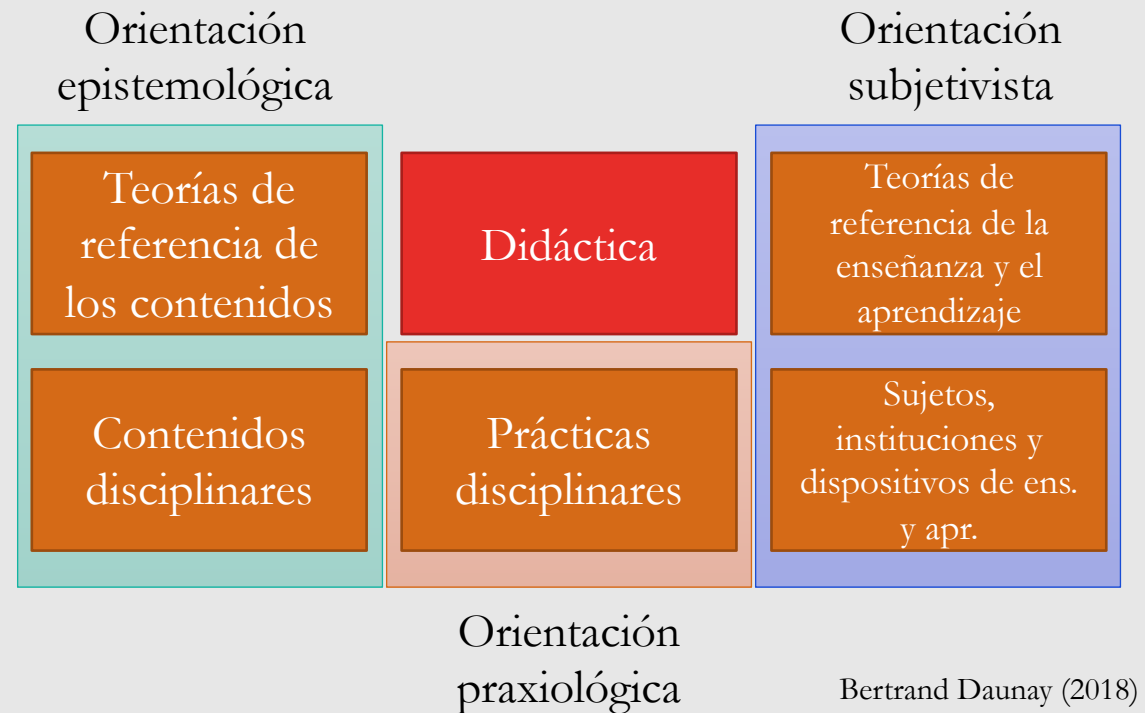 Orientación
epistemológica
Orientación
subjetivista
Teorías de
referencia de
los contenidos
Didáctica
Teorías de
referencia de la
enseñanza y el
aprendizaje
Contenidos
disciplinares
Prácticas
disciplinares
Sujetos,
instituciones y
dispositivos de ens.
y apr.
Orientación
praxiológica
Bertrand Daunay (2018)